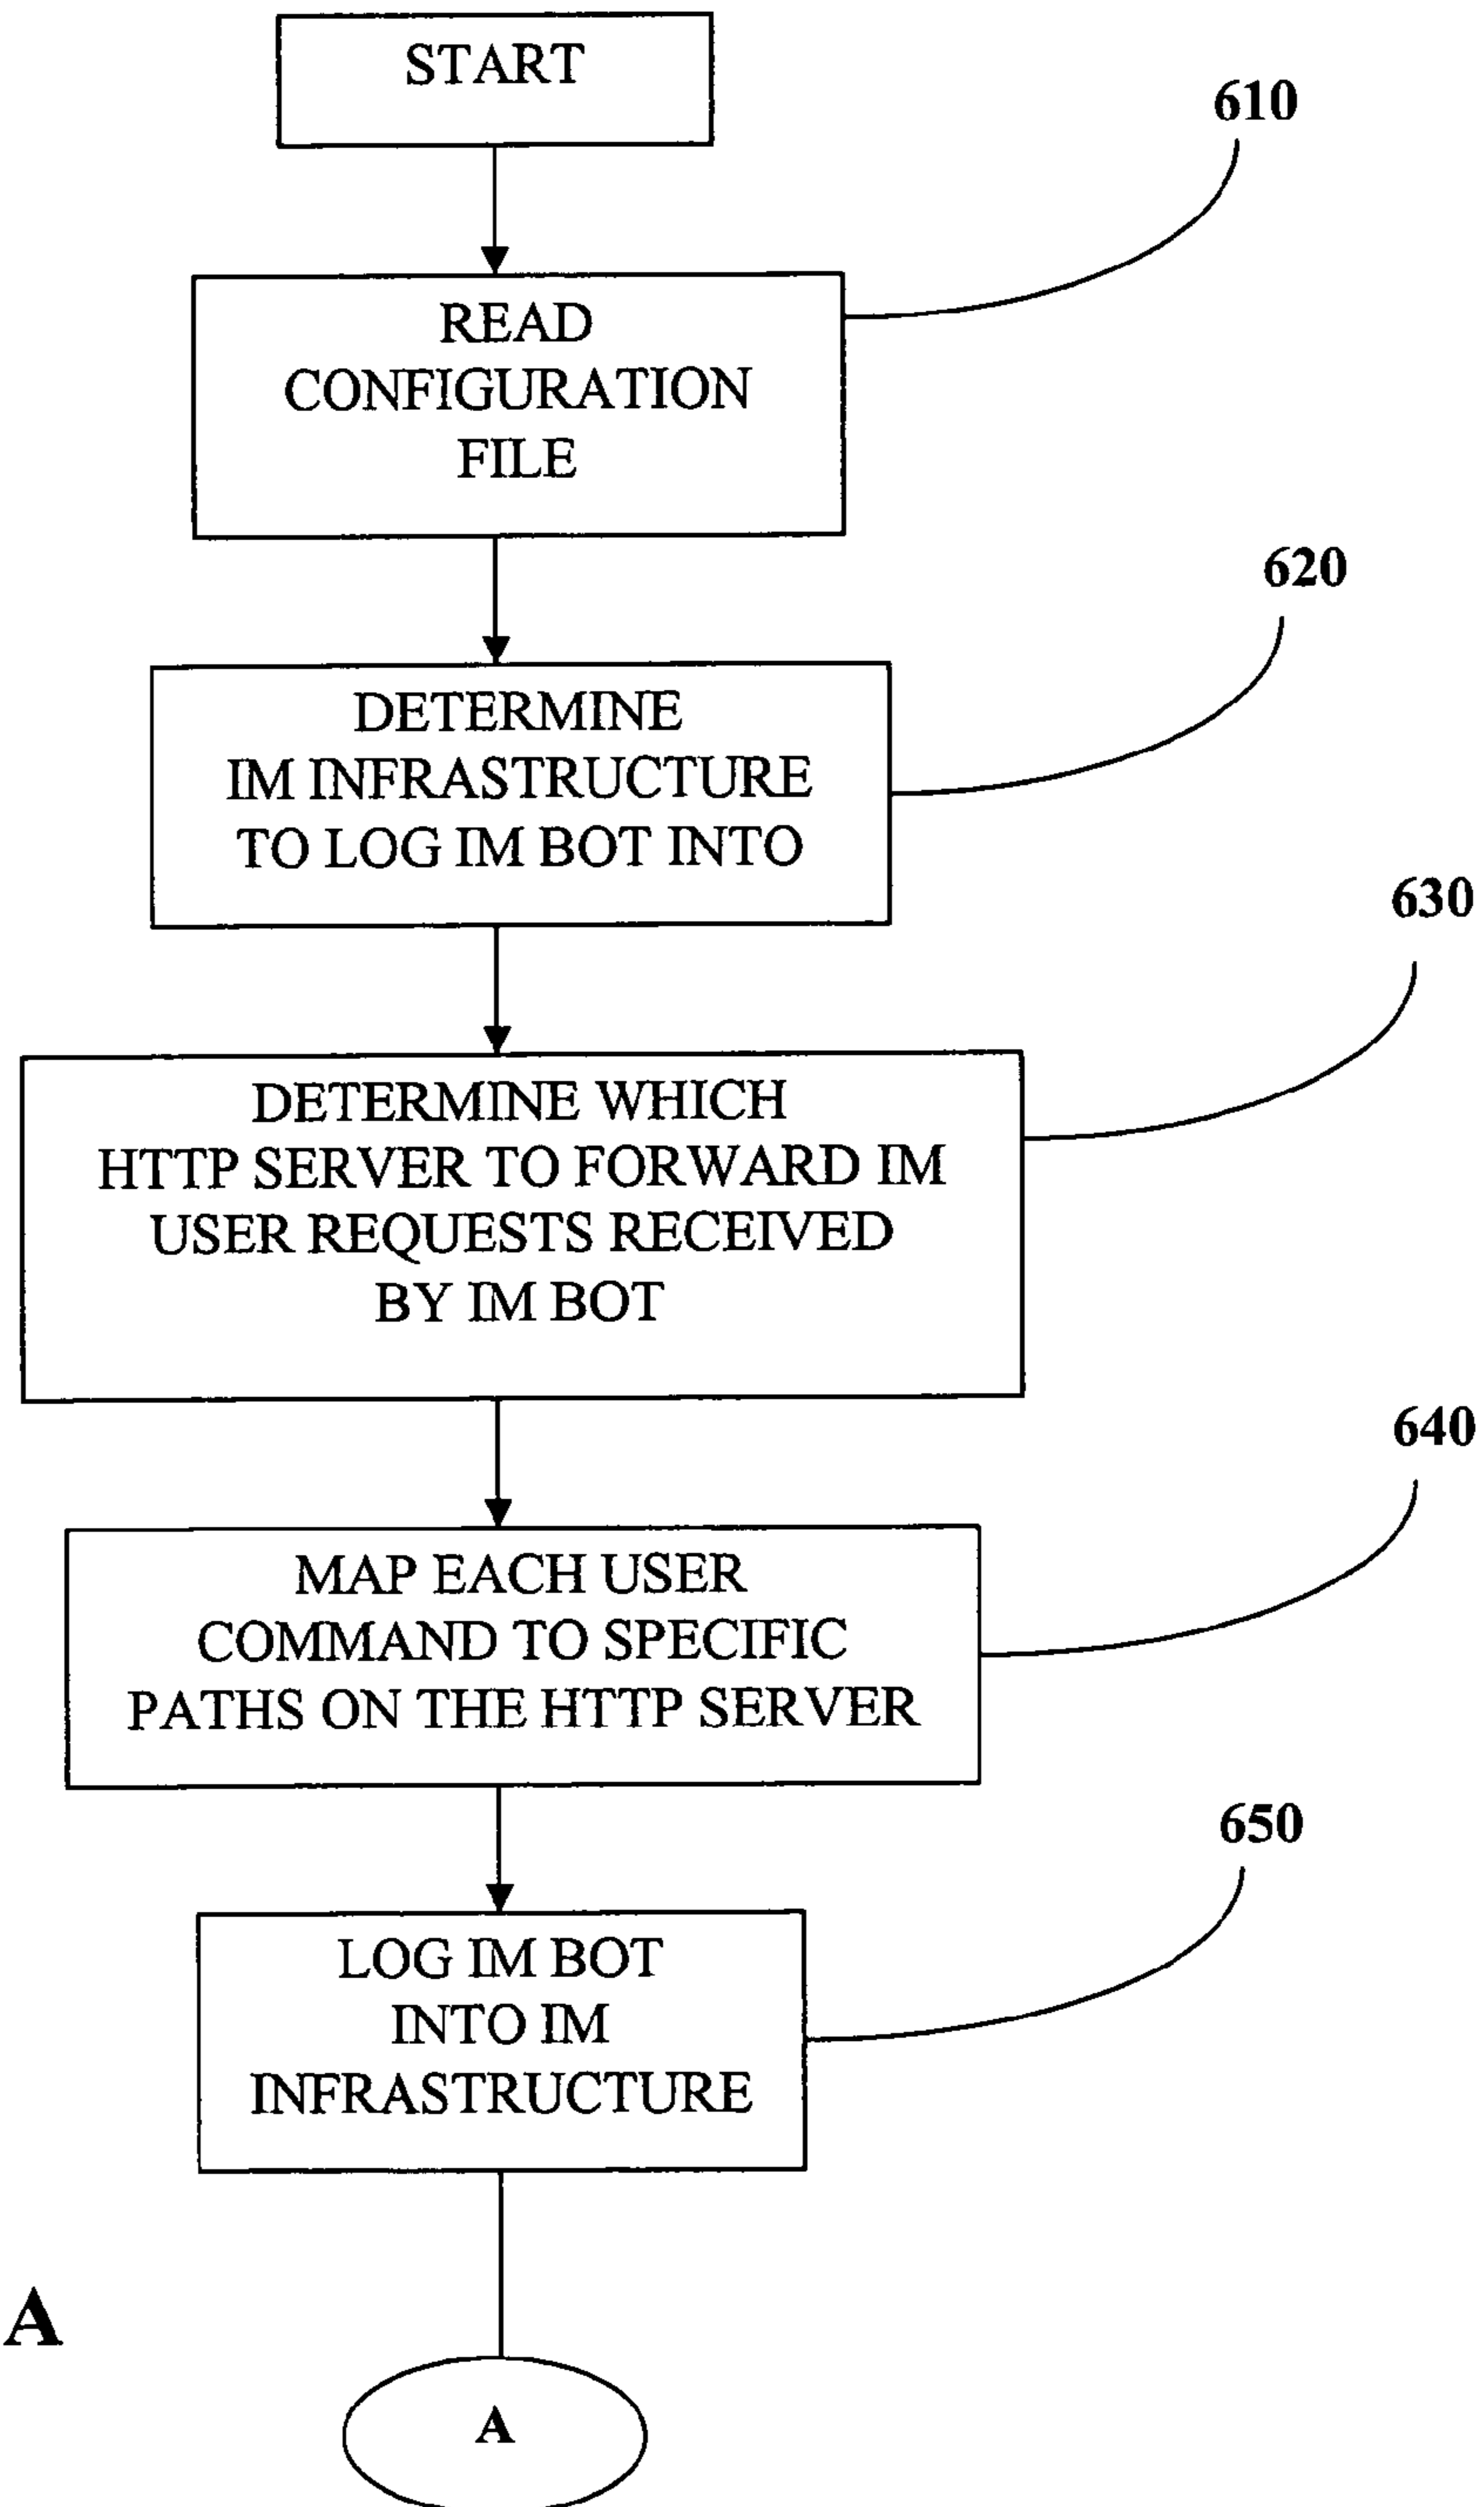 START
610
READ
CONFIGURATION
FILE
620
DETERMINE
IM INFRASTRUCTURE
TO LOG IM BOT INTO
630
DETERMINE WHICH
HTTP SERVER TO FORWARD IM
USER REQUESTS RECEIVED
BY IM BOT
640
MAP EACH USER
COMMAND TO SPECIFIC
PATHS ON THE HTTP SERVER
650
LOG IM BOT
INTO IM
INFRASTRUCTURE
A
A